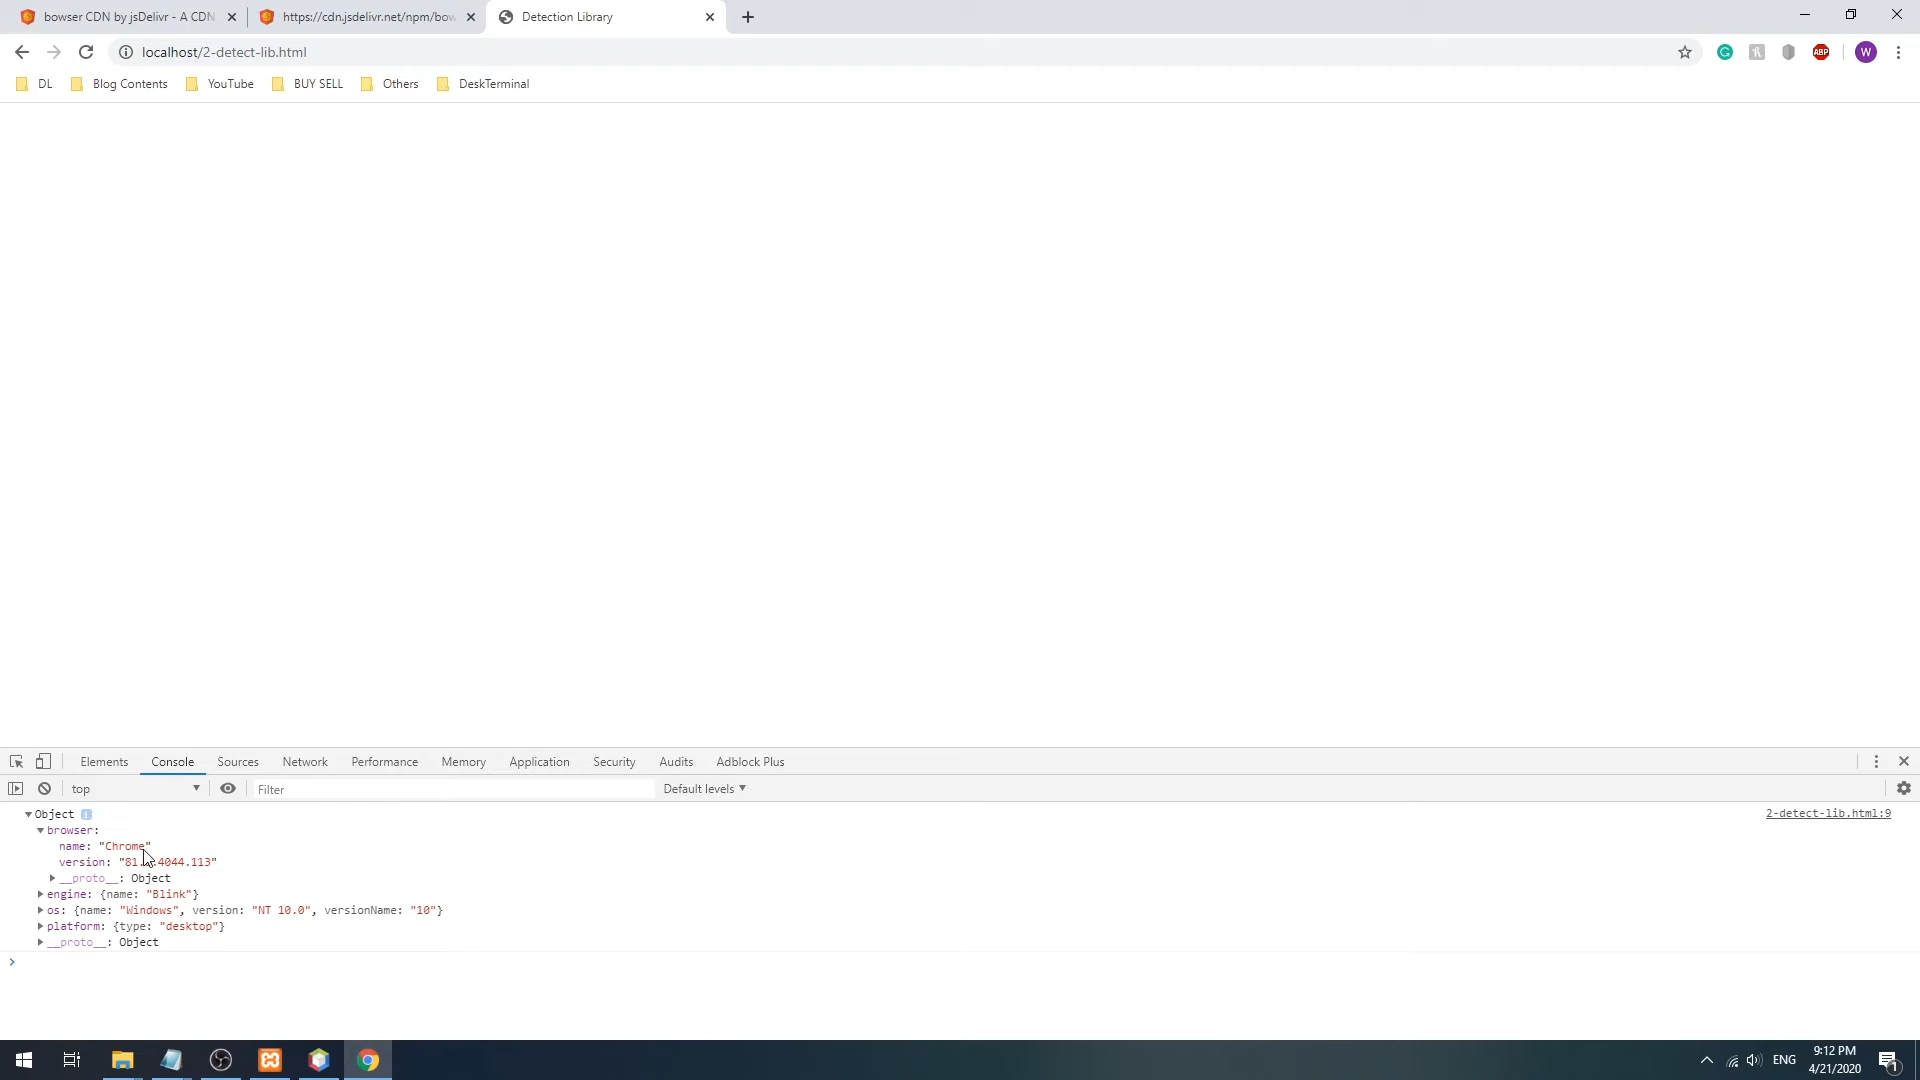 bowser CDN by jsDelivr - A CDN
https://cdn.jsdelivr.net/npm/bow
Detection Library
localhost/2-detect-lib.html
ABP
W
DL
Blog Contents
YouTube
BUY SELL
Others
DeskTerminal
Elements
Console
Sources
Network
Performance
Memory
Application
Security
Audits
Adblock Plus
top
Filter
Default levels
Object i
2-detect-lib.html:9
browser:
name: "Chrome"
version: "81 4044.113"
__proto__: Object
engine: {name: "Blink"}
os: {name: "Windows", version: "NT 10.0", versionName: "10"}
platform: {type: "desktop"}
__proto__: Object
ENG
9:12 PM
4/21/2020
1